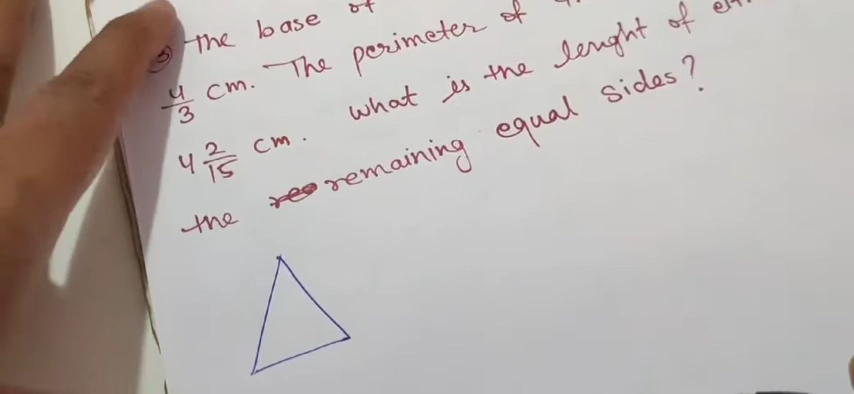 ③ The base of
4/3 cm. The perimeter of
4 2/15 cm. what is the lenght of
the remaining equal sides?